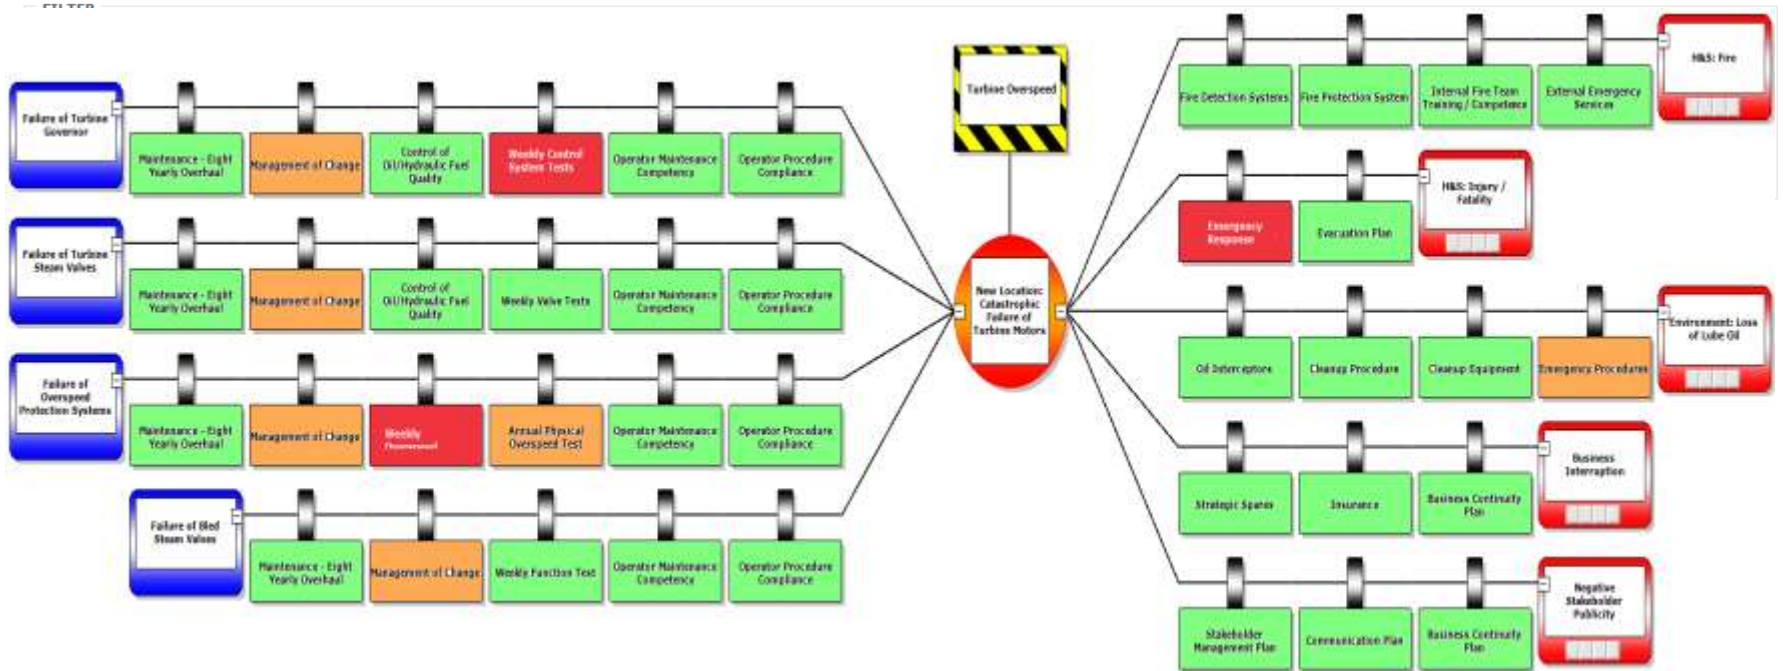 FILTER
Turbine Overspeed
New Location:
Catastrophic
Failure of
Turbine Motors
Failure of Turbine
Governor
Maintenance - Eight
Yearly Overhaul
Management of Change
Control of
Oil/Hydraulic Fuel
Quality
Weekly Control
System Tests
Operator Maintenance
Competency
Operator Procedure
Compliance
Failure of Turbine
Steam Valves
Maintenance - Eight
Yearly Overhaul
Management of Change
Control of
Oil/Hydraulic Fuel
Quality
Weekly Valve Tests
Operator Maintenance
Competency
Operator Procedure
Compliance
Failure of
Overspeed
Protection Systems
Maintenance - Eight
Yearly Overhaul
Management of Change
Weekly
Annual Physical
Overspeed Test
Operator Maintenance
Competency
Operator Procedure
Compliance
Failure of Bled
Steam Valves
Maintenance - Eight
Yearly Overhaul
Management of Change
Weekly Function Test
Operator Maintenance
Competency
Operator Procedure
Compliance
Fire Detection Systems
Fire Protection System
Internal Fire Team
Training / Competence
External Emergency
Services
H&S: Fire
Emergency
Response
Evacuation Plan
H&S: Injury /
Fatality
Oil Interceptors
Cleanup Procedure
Cleanup Equipment
Emergency Procedures
Environment: Loss
of Lube Oil
Strategic Spares
Insurance
Business Continuity
Plan
Business
Interruption
Stakeholder
Management Plan
Communication Plan
Business Continuity
Plan
Negative
Stakeholder
Publicity